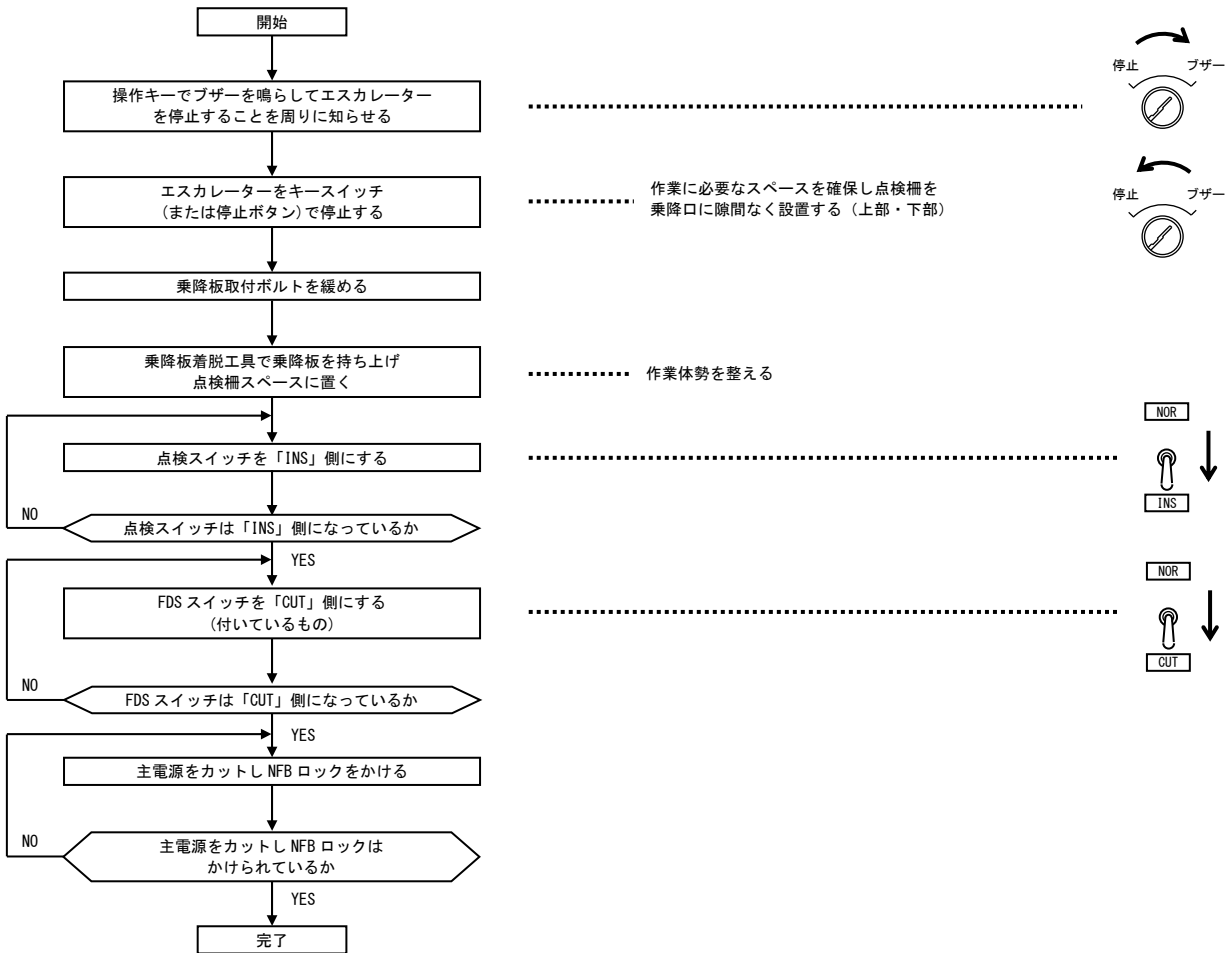 開始
操作キーでブザーを鳴らしてエスカレーター
を停止することを周りに知らせる
停止 ブザー
エスカレーターをキースイッチ
(または停止ボタン)で停止する
作業に必要なスペースを確保し点検柵を
乗降口に隙間なく設置する（上部・下部）
停止 ブザー
乗降板取付ボルトを緩める
乗降板着脱工具で乗降板を持ち上げ
点検柵スペースに置く
作業体勢を整える
点検スイッチを「INS」側にする
NOR
INS
点検スイッチは「INS」側になっているか
NO
YES
FDS スイッチを「CUT」側にする
(付いているもの)
NOR
CUT
FDS スイッチは「CUT」側になっているか
NO
YES
主電源をカットし NFB ロックをかける
主電源をカットし NFB ロックは
かけられているか
NO
YES
完了